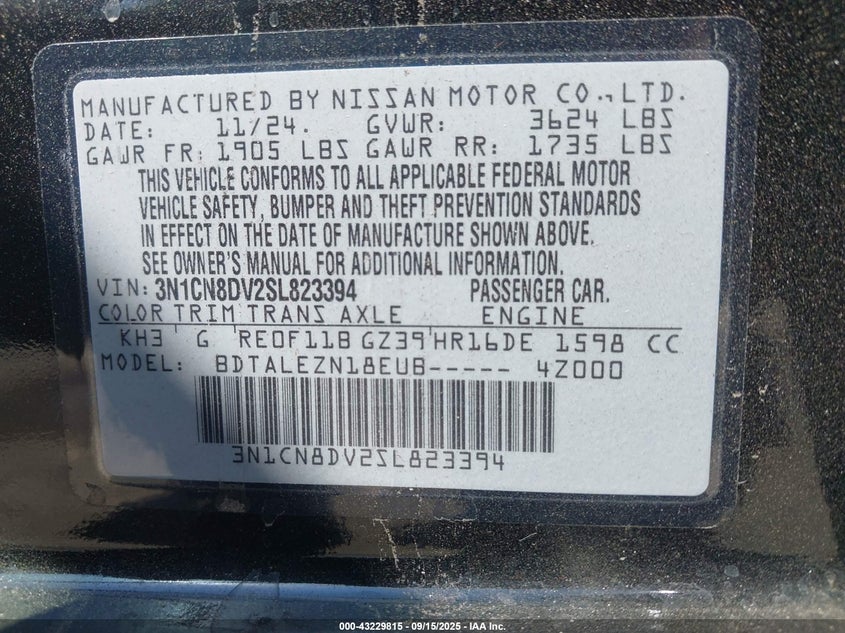 MANUFACTURED BY NISSAN MOTOR CO.,LTD.
DATE: 11/24. GVWR: 3624 LBS
GAWR FR: 1905 LBS GAWR RR: 1735 LBS
THIS VEHICLE CONFORMS TO ALL APPLICABLE FEDERAL MOTOR
VEHICLE SAFETY, BUMPER AND THEFT PREVENTION STANDARDS
IN EFFECT ON THE DATE OF MANUFACTURE SHOWN ABOVE.
SEE OWNER'S MANUAL FOR ADDITIONAL INFORMATION.
VIN: 3N1CN8DV2SL823394 PASSENGER CAR.
COLOR TRIM TRANS AXLE ENGINE
KH3 G RE0F11B GZ39 HR16DE 1598 CC
MODEL: BDTALEZN18EUB----- 4Z000
3N1CN8DV2SL823394
000-43229815 - 09/15/2025 - IAA Inc.